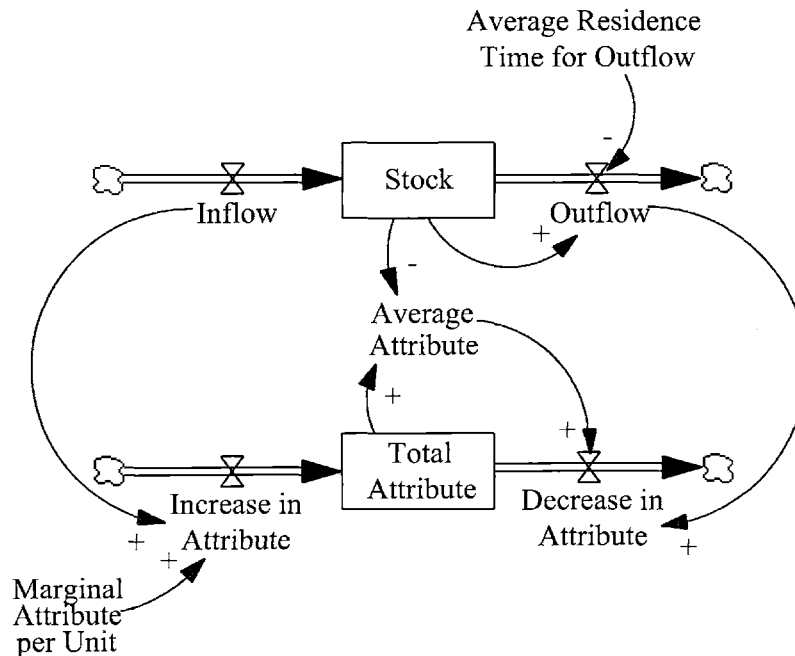 Average Residence
Time for Outflow
-
Stock
Inflow
Outflow
+
-
Average
Attribute
+
+
Total
Attribute
Increase in
Attribute
Decrease in
Attribute
+
+
+
Marginal
Attribute
per Unit